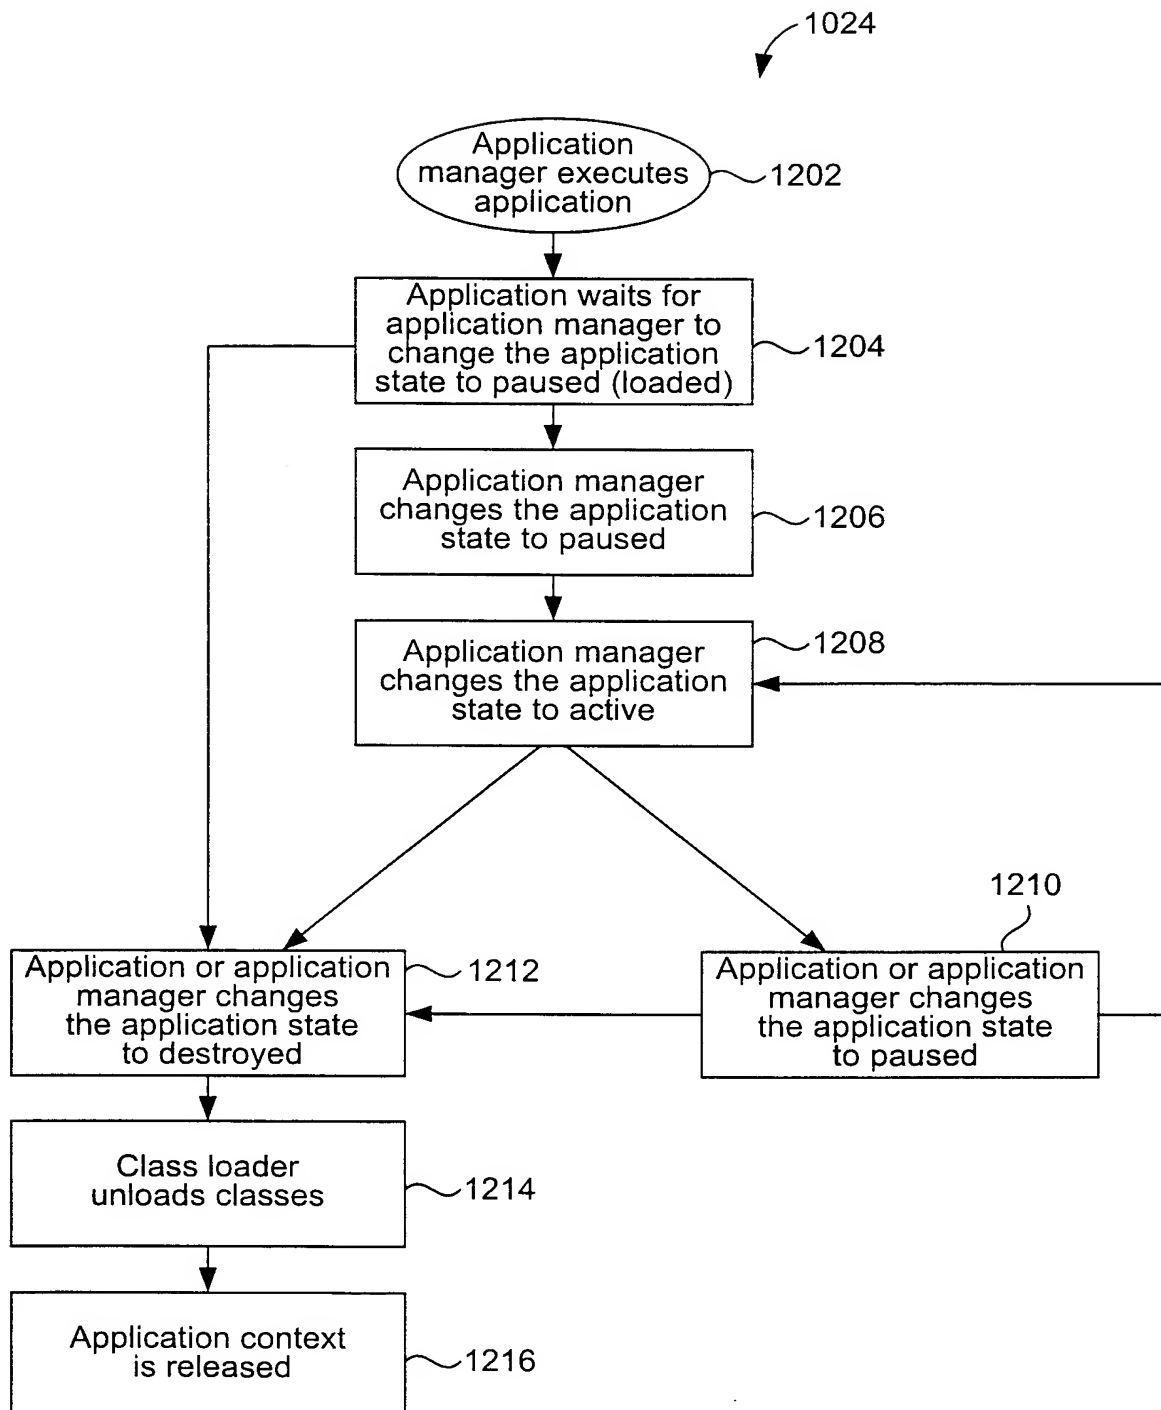 1024
Application
manager executes
application
1202
Application waits for
application manager to
change the application
state to paused (loaded)
1204
Application manager
changes the application
state to paused
1206
Application manager
changes the application
state to active
1208
1210
Application or application
manager changes
the application state
to destroyed
1212
Application or application
manager changes
the application state
to paused
Class loader
unloads classes
1214
Application context
is released
1216